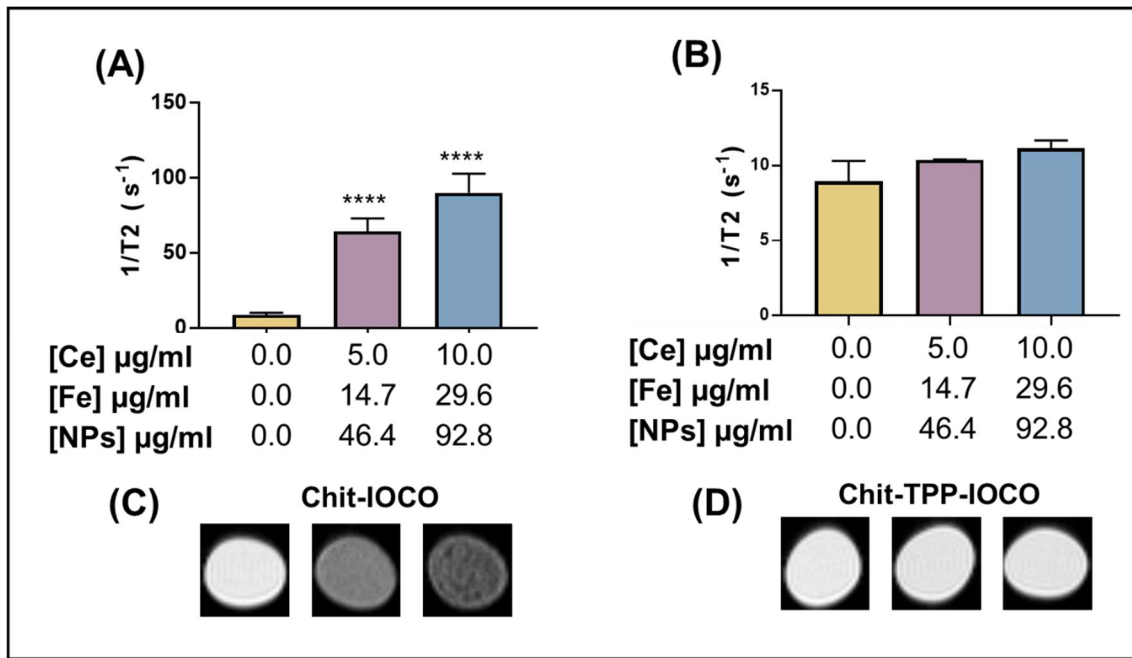 (A)
150
100
50
0
1/T2 ( s⁻¹)
****
****
[Ce] µg/ml 0.0 5.0 10.0
[Fe] µg/ml 0.0 14.7 29.6
[NPs] µg/ml 0.0 46.4 92.8
(B)
15
10
5
0
1/T2 (s⁻¹)
[Ce] µg/ml 0.0 5.0 10.0
[Fe] µg/ml 0.0 14.7 29.6
[NPs] µg/ml 0.0 46.4 92.8
(C)
Chit-IOCO
(D)
Chit-TPP-IOCO